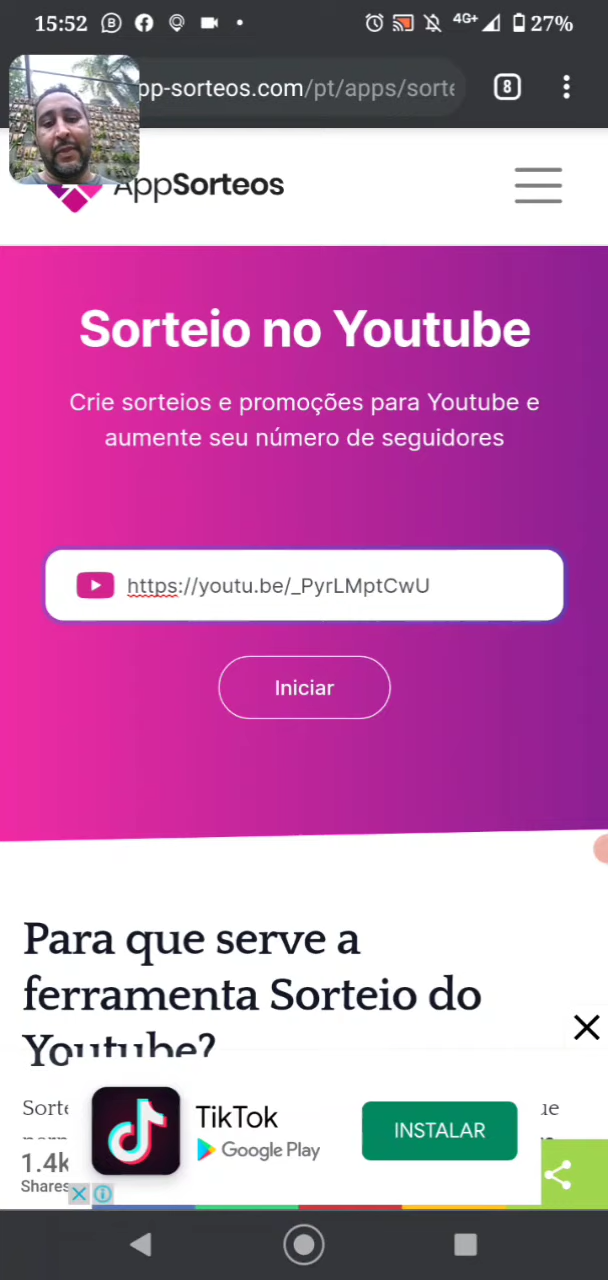 15:52
4G+
27%
pp-sorteos.com/pt/apps/sorte
8
AppSorteos
Sorteio no Youtube
Crie sorteios e promoções para Youtube e
aumente seu número de seguidores
https://youtu.be/_PyrLMptCwU
Iniciar
Para que serve a
ferramenta Sorteio do
Youtube?
Sorte
ue
TikTok
Google Play
INSTALAR
1.4k
Shares